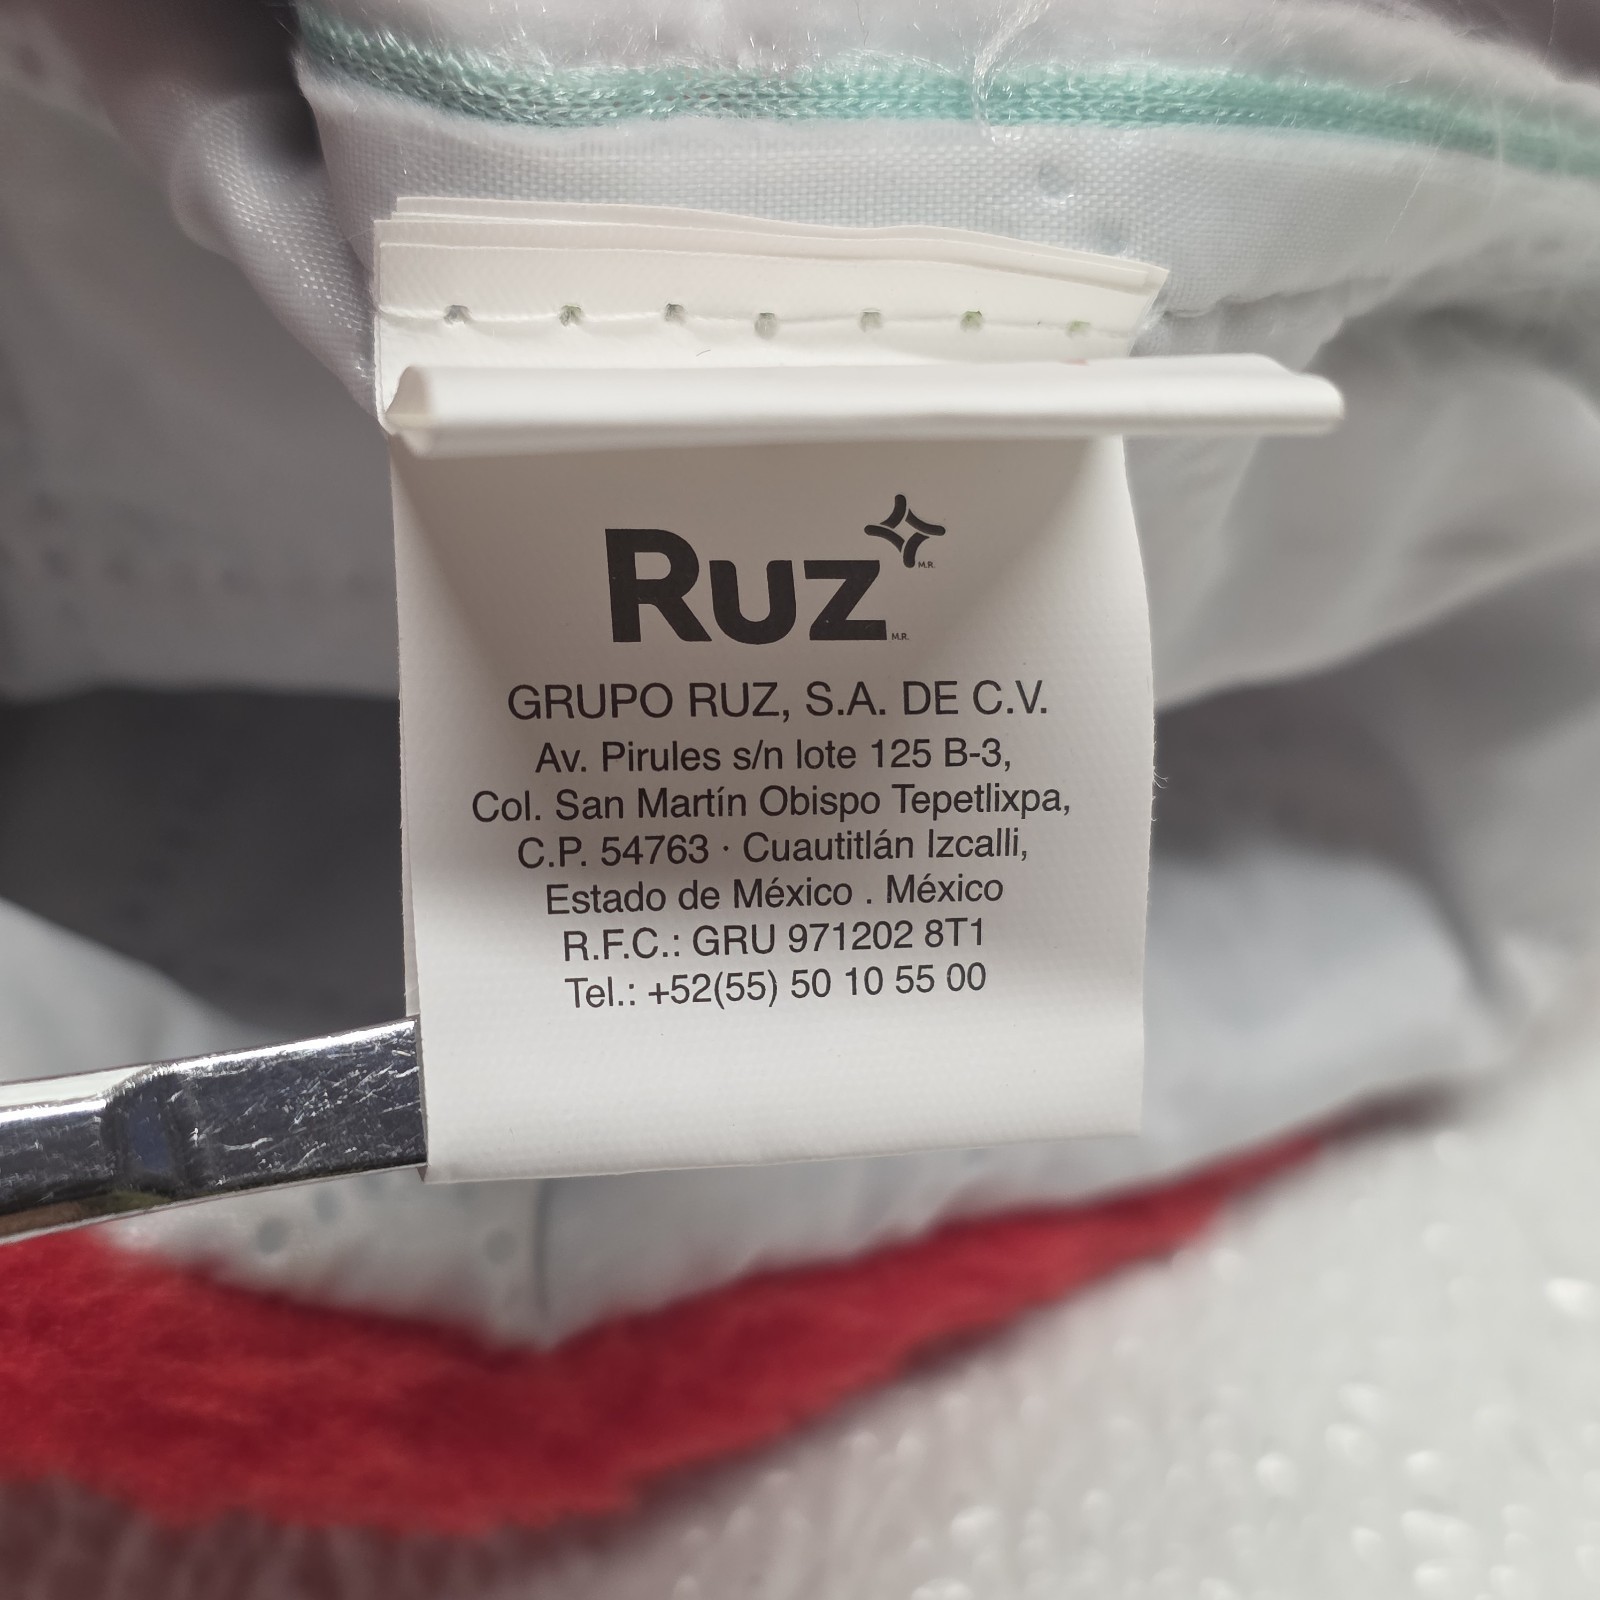 Ruz M.R.
M.R.
GRUPO RUZ, S.A. DE C.V.
Av. Pirules s/n lote 125 B-3,
Col. San Martín Obispo Tepetlixpa,
C.P. 54763 · Cuautitlán Izcalli,
Estado de México . México
R.F.C.: GRU 971202 8T1
Tel.: +52(55) 50 10 55 00